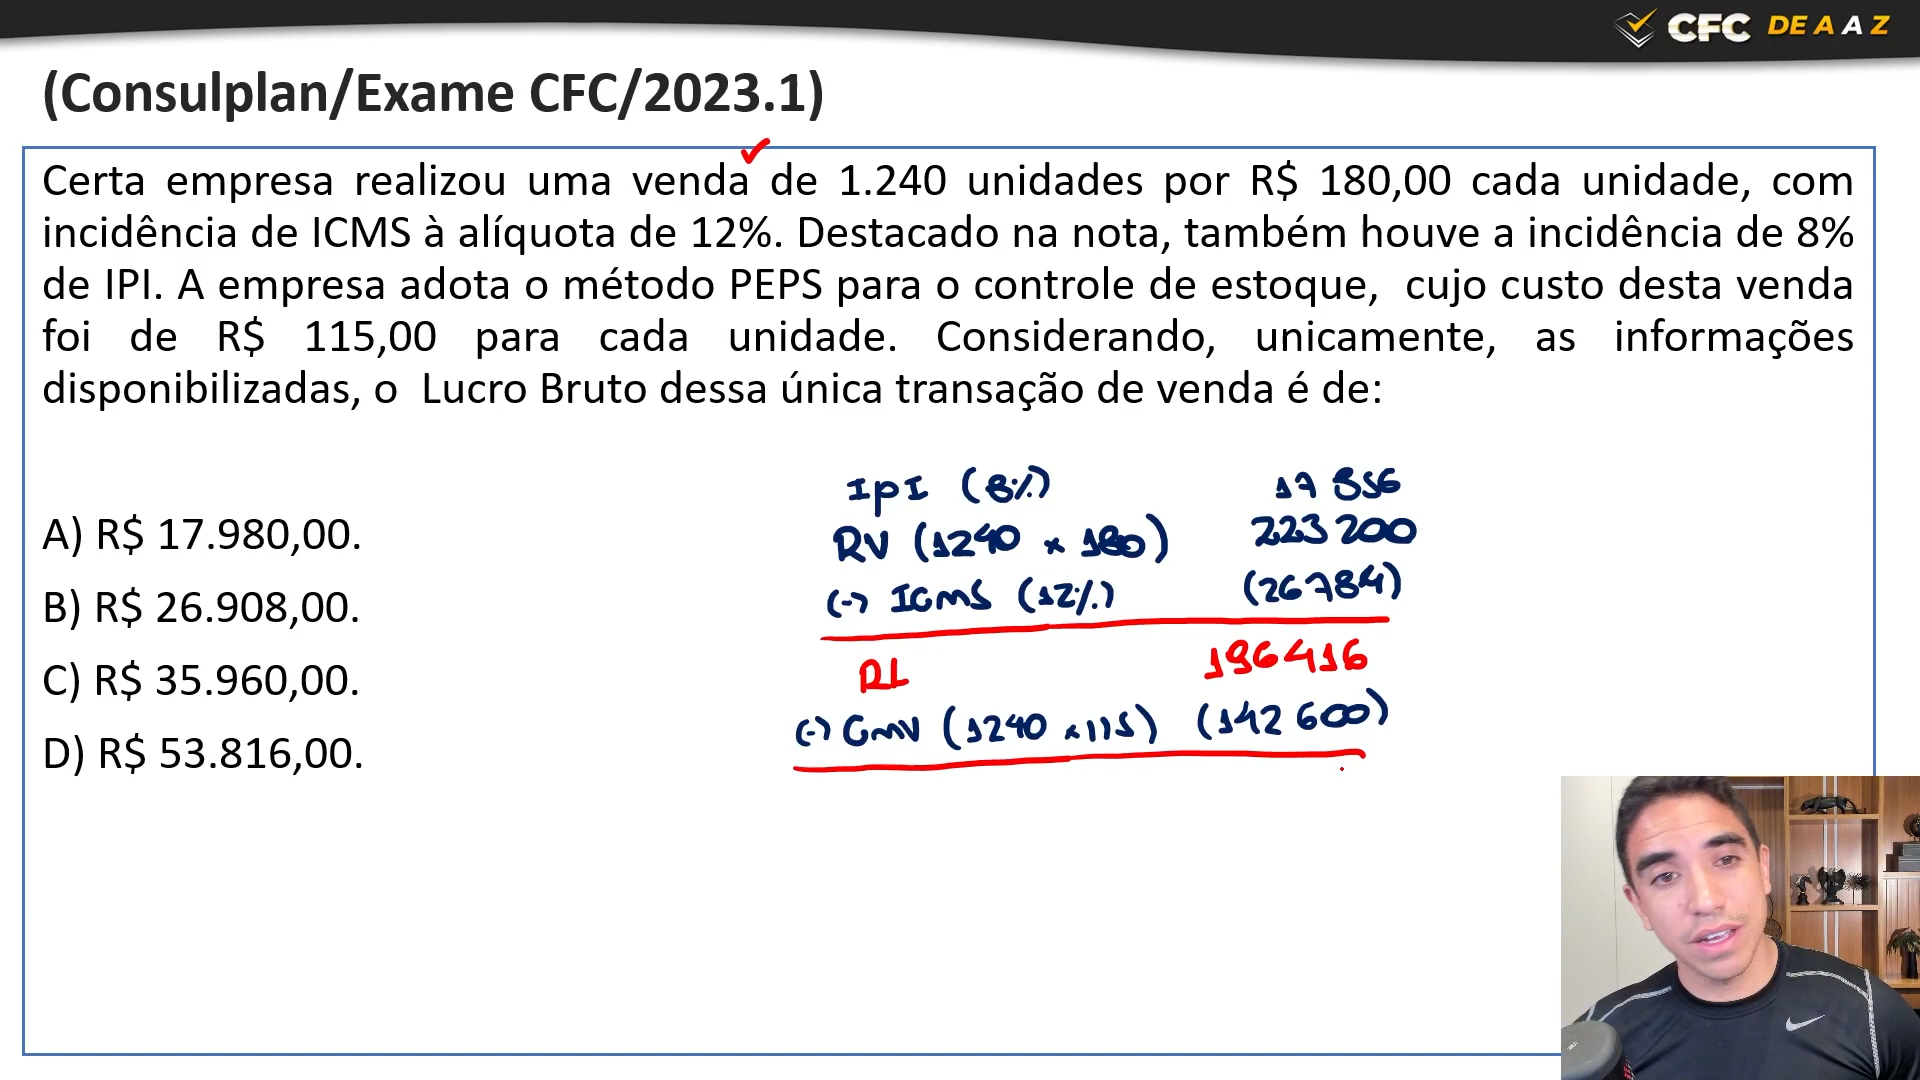 CFC DE A A Z
(Consulplan/Exame CFC/2023.1)
Certa empresa realizou uma venda de 1.240 unidades por R$ 180,00 cada unidade, com
incidência de ICMS à alíquota de 12%. Destacado na nota, também houve a incidência de 8%
de IPI. A empresa adota o método PEPS para o controle de estoque, cujo custo desta venda
foi de R$ 115,00 para cada unidade. Considerando, unicamente, as informações
disponibilizadas, o Lucro Bruto dessa única transação de venda é de:
IPI (8%) 17 856
A) R$ 17.980,00.
RV (1240 x 180) 223 200
(-) ICMS (12%) (26784)
B) R$ 26.908,00.
RL 196416
C) R$ 35.960,00.
(-) CMV (1240 x 115) (142 600)
D) R$ 53.816,00.